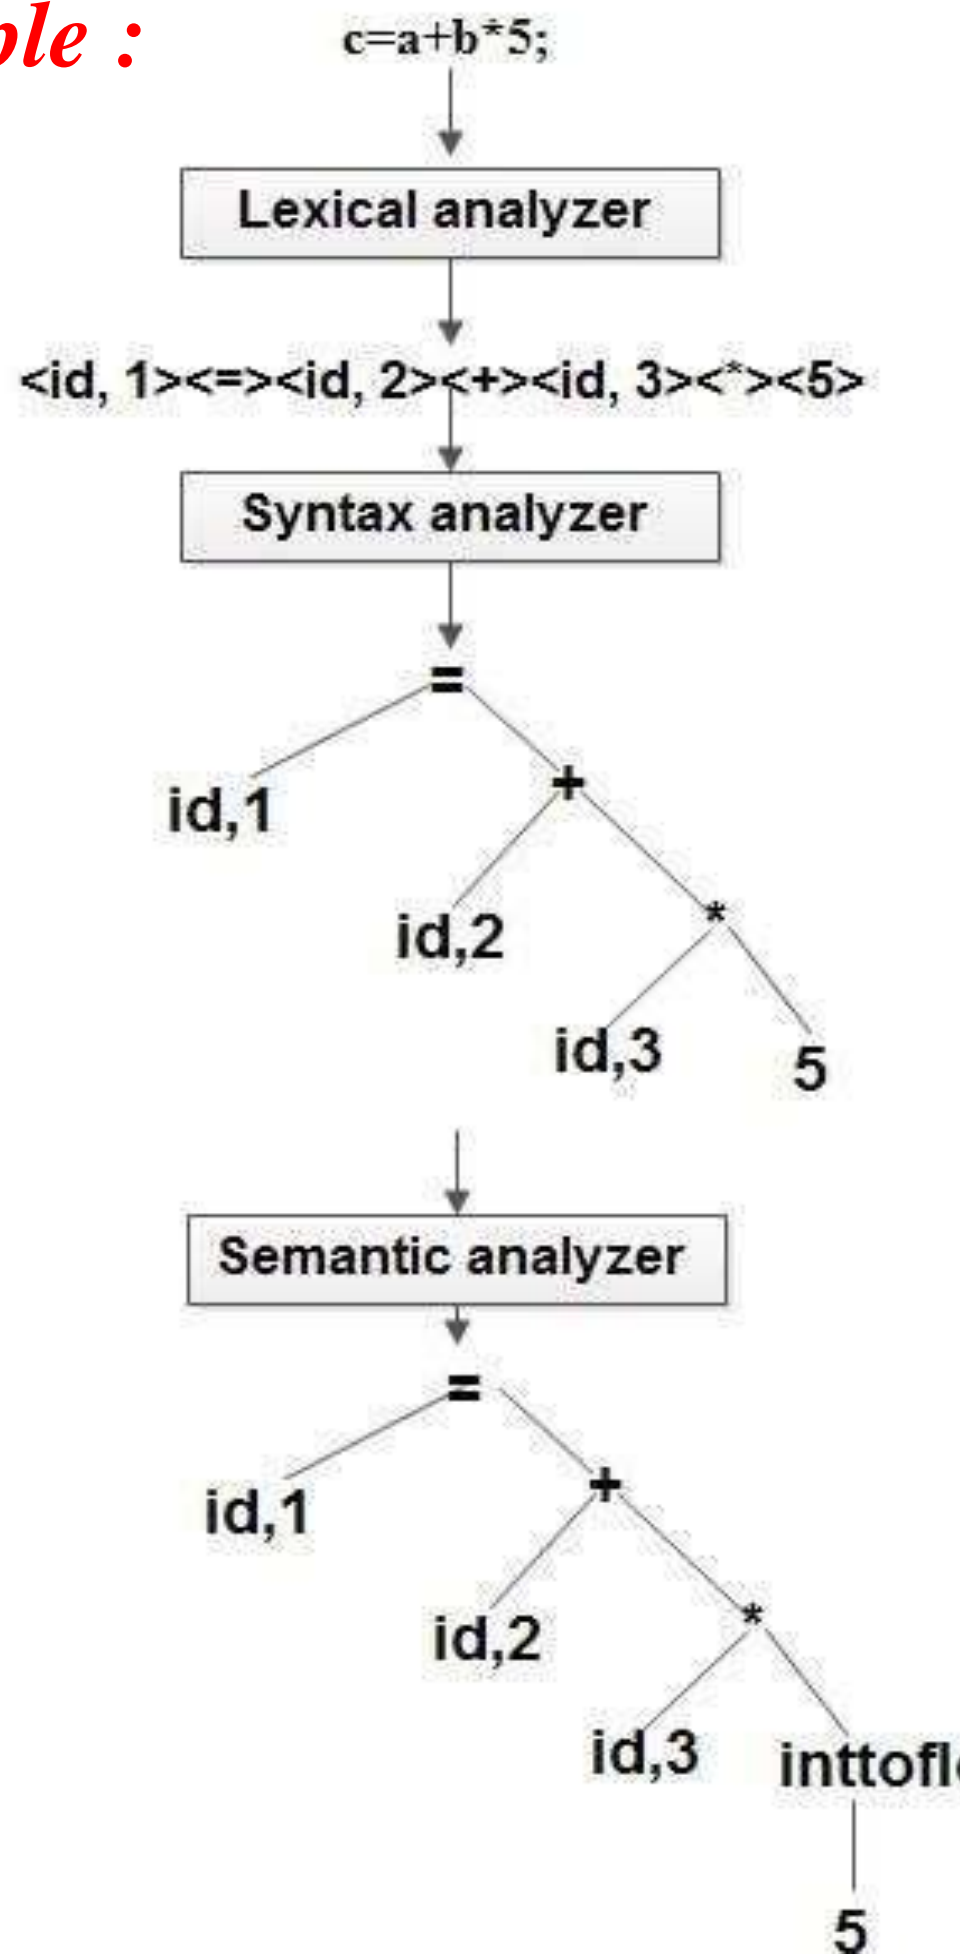 ple :
c=a+b*5;
Lexical analyzer
<id, 1><=><id, 2><+><id, 3><*><5>
Syntax analyzer
=
id,1
+
id,2
*
id,3
5
Semantic analyzer
=
id,1
+
id,2
*
id,3
inttoflo
5